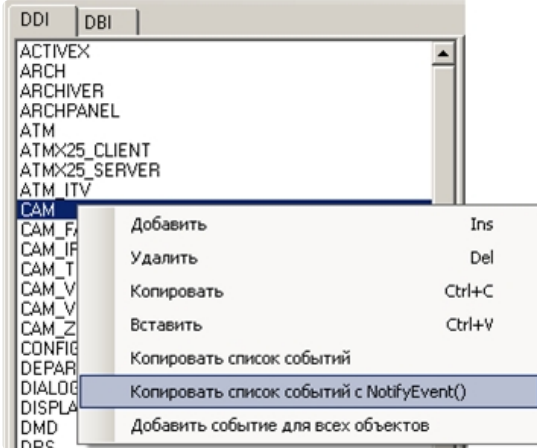 DDI DBI
ACTIVEX
ARCH
ARCHIVER
ARCHPANEL
ATM
ATMX25_CLIENT
ATMX25_SERVER
ATM_ITV
CAM
Добавить Ins
Удалить Del
Копировать Ctrl+C
Вставить Ctrl+V
Копировать список событий
Копировать список событий с NotifyEvent()
Добавить событие для всех объектов
DMD